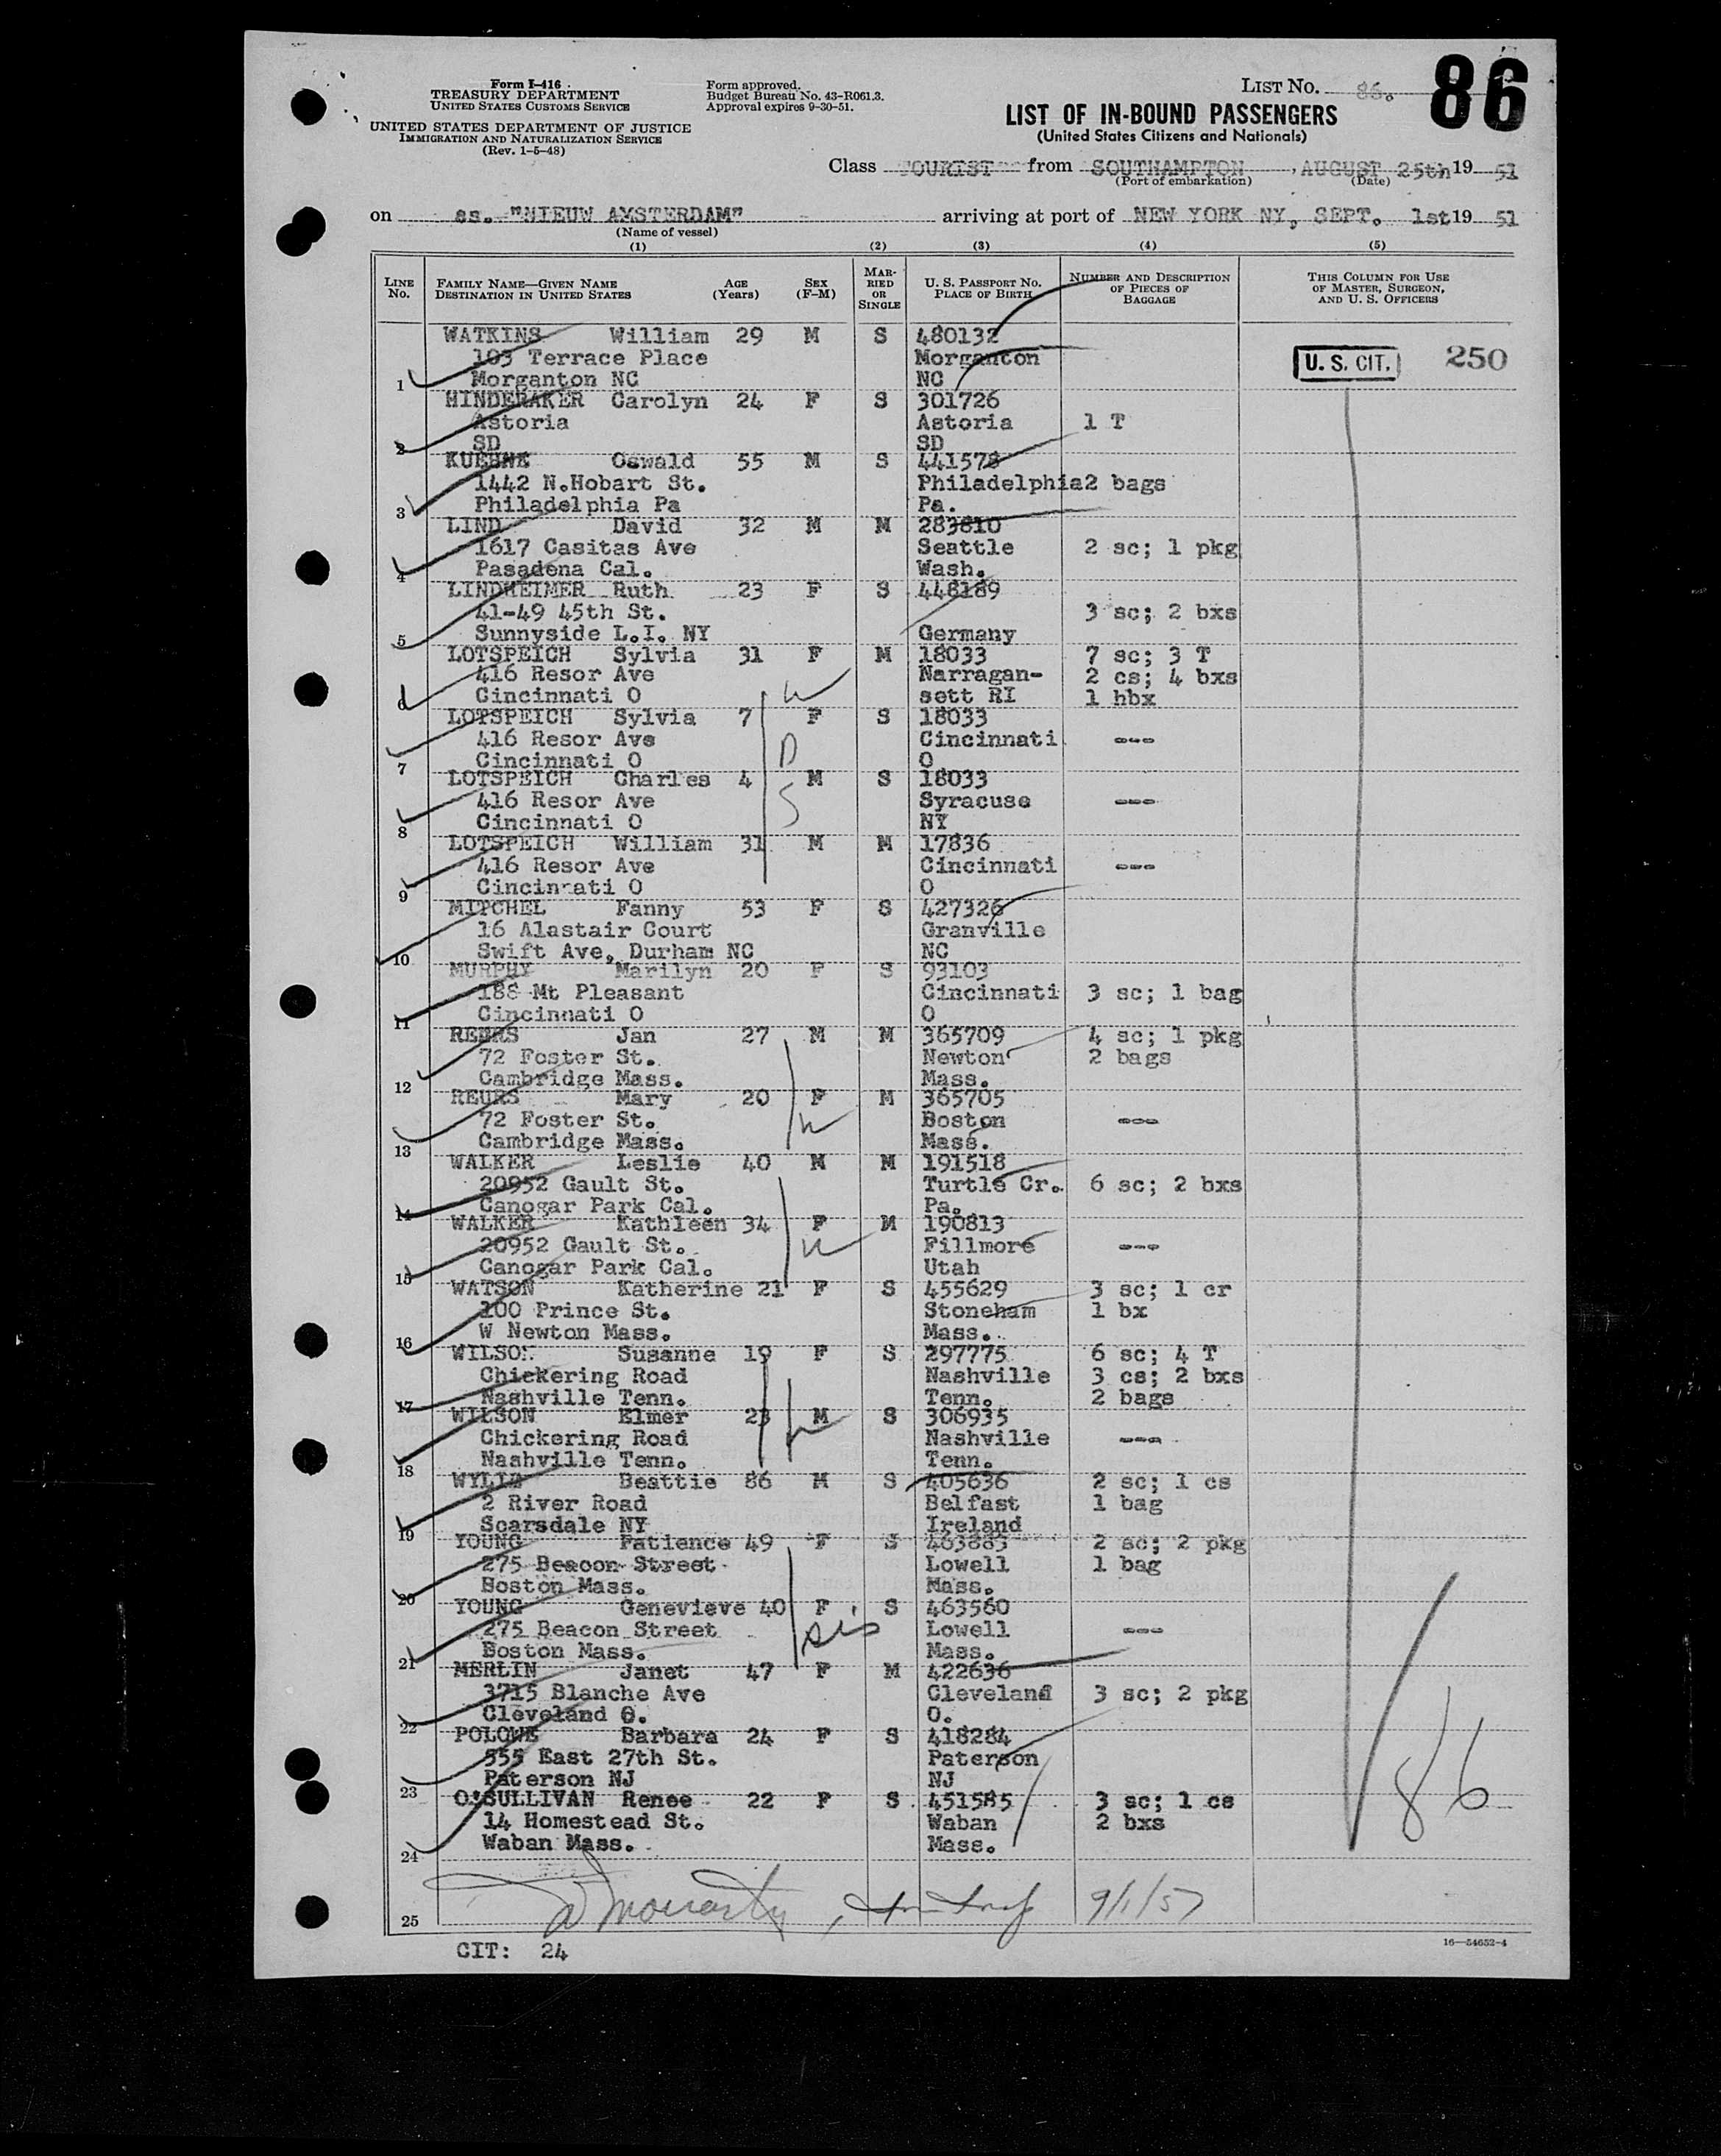 Form I-416
TREASURY DEPARTMENT
UNITED STATES CUSTOMS SERVICE
UNITED STATES DEPARTMENT OF JUSTICE
IMMIGRATION AND NATURALIZATION SERVICE
(Rev. 1-5-48)
Form approved.
Budget Bureau No. 43-R061.3.
Approval expires 9-30-51.
LIST NO. 86.
86
LIST OF IN-BOUND PASSENGERS
(United States Citizens and Nationals)
Class TOURIST from SOUTHAMPTON, AUGUST 25th 19 51
(Port of embarkation) (Date)
on ss. "NIEUW AMSTERDAM" arriving at port of NEW YORK NY, SEPT. 1st 19 51
(Name of vessel)
(1) (2) (3) (4) (5)
LINE No. FAMILY NAME—GIVEN NAME DESTINATION IN UNITED STATES AGE (Years) SEX (F-M) MARRIED OR SINGLE U. S. PASSPORT NO. PLACE OF BIRTH NUMBER AND DESCRIPTION OF PIECES OF BAGGAGE THIS COLUMN FOR USE OF MASTER, SURGEON, AND U. S. OFFICERS
WATKINS William 29 M S 480132
103 Terrace Place Morganton U. S. CIT. 250
1 Morganton NC NC
HINDERAKER Carolyn 24 F S 301726
Astoria Astoria 1 T
2 SD SD
KUEHNE Oswald 55 M S 441578
1442 N.Hobart St. Philadelphia 2 bags
3 Philadelphia Pa Pa.
LIND David 32 M M 283810
1617 Casitas Ave Seattle 2 sc; 1 pkg
4 Pasadena Cal. Wash.
LINDHEIMER Ruth 23 F S 448189
41-49 45th St. 3 sc; 2 bxs
5 Sunnyside L.I. NY Germany
LOTSPEICH Sylvia 31 F M 18033 7 sc; 3 T
416 Resor Ave Narragan- 2 cs; 4 bxs
6 Cincinnati O W sett RI 1 hbx
LOTSPEICH Sylvia 7 F S 18033
416 Resor Ave D Cincinnati ---
7 Cincinnati O O
LOTSPEICH Charles 4 M S 18033
416 Resor Ave S Syracuse ---
8 Cincinnati O NY
LOTSPEICH William 31 M M 17836
416 Resor Ave Cincinnati ---
9 Cincinnati O O
MITCHEL Fanny 53 F S 427326
16 Alastair Court Granville
10 Swift Ave, Durham NC NC
MURPHY Marilyn 20 F S 93103
188 Mt Pleasant Cincinnati 3 sc; 1 bag
11 Cincinnati O O
REURS Jan 27 M M 365709 4 sc; 1 pkg
72 Foster St. Newton 2 bags
12 Cambridge Mass. Mass.
REURS Mary 20 F M 365705
72 Foster St. W Boston ---
13 Cambridge Mass. Mass.
WALKER Leslie 40 M M 191518
20952 Gault St. Turtle Cr. 6 sc; 2 bxs
14 Canogar Park Cal. Pa.
WALKER Kathleen 34 F M 190813
20952 Gault St. W Fillmore ---
15 Canogar Park Cal. Utah
WATSON Katherine 21 F S 455629 3 sc; 1 cr
100 Prince St. Stoneham 1 bx
16 W Newton Mass. Mass.
WILSON Susanne 19 F S 297775 6 sc; 4 T
Chickering Road Nashville 3 cs; 2 bxs
17 Nashville Tenn. Tenn. 2 bags
WILSON Elmer 23 M S 306935
Chickering Road Nashville ---
18 Nashville Tenn. Tenn.
WYLIE Beattie 86 M S 405636 2 sc; 1 cs
2 River Road Belfast 1 bag
19 Scarsdale NY Ireland
YOUNG Patience 49 F S 463883 2 sc; 2 pkg
275 Beacon Street Lowell 1 bag
20 Boston Mass. Mass.
YOUNG Genevieve 40 F S 463560
275 Beacon Street sis Lowell ---
21 Boston Mass. Mass.
MERLIN Janet 47 F M 422636
3715 Blanche Ave Cleveland 3 sc; 2 pkg
22 Cleveland O. O.
POLOWE Barbara 24 F S 418284
555 East 27th St. Paterson
23 Paterson NJ NJ 86
O'SULLIVAN Renee 22 F S 451585 3 sc; 1 cs
14 Homestead St. Waban 2 bxs
24 Waban Mass. Mass.
25 9/1/51
CIT: 24
16—54652-4